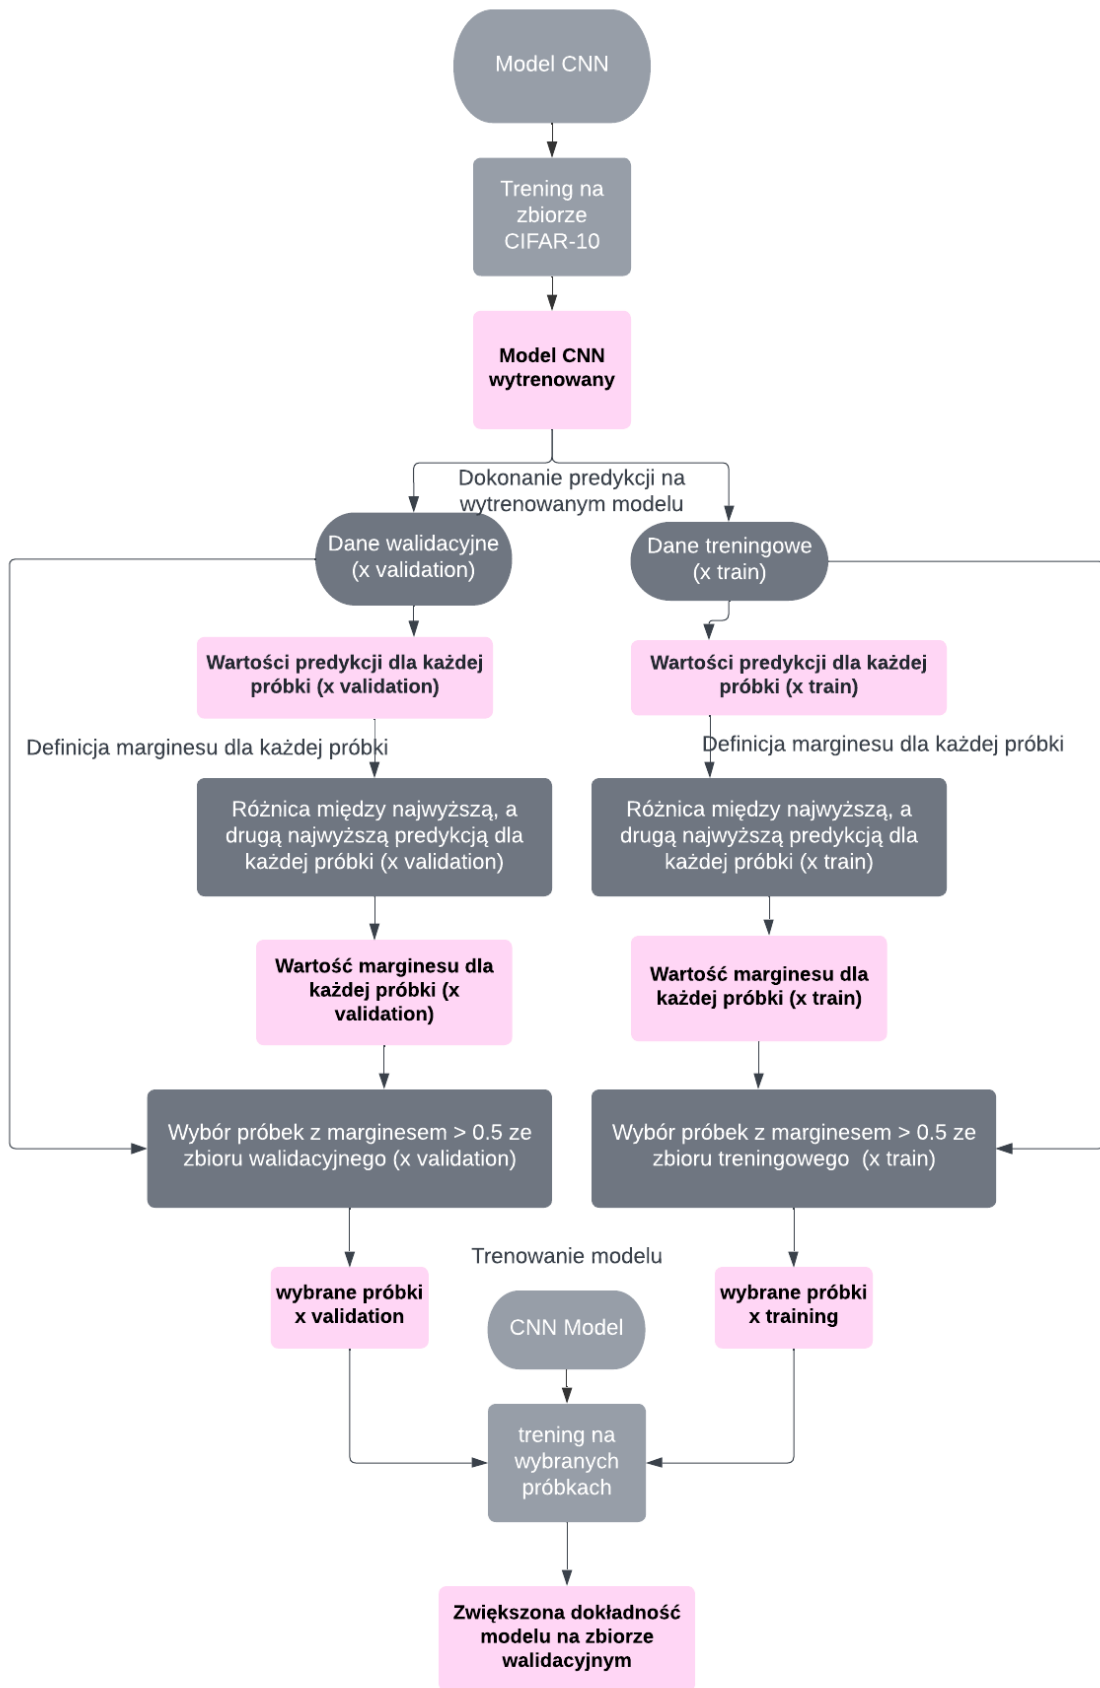 Model CNN
Trening na
zbiorze
CIFAR-10
Model CNN
wytrenowany
Dokonanie predykcji na
wytrenowanym modelu
Dane walidacyjne
(x validation)
Dane treningowe
(x train)
Wartości predykcji dla każdej
próbki (x validation)
Wartości predykcji dla każdej
próbki (x train)
Definicja marginesu dla każdej próbki
Definicja marginesu dla każdej próbki
Różnica między najwyższą, a
drugą najwyższą predykcją dla
każdej próbki (x validation)
Różnica między najwyższą, a
drugą najwyższą predykcją dla
każdej próbki (x train)
Wartość marginesu dla
każdej próbki (x
validation)
Wartość marginesu dla
każdej próbki (x train)
Wybór próbek z marginesem > 0.5 ze
zbioru walidacyjnego (x validation)
Wybór próbek z marginesem > 0.5 ze
zbioru treningowego  (x train)
Trenowanie modelu
wybrane próbki
x validation
wybrane próbki
x training
CNN Model
trening na
wybranych
próbkach
Zwiększona dokładność
modelu na zbiorze
walidacyjnym